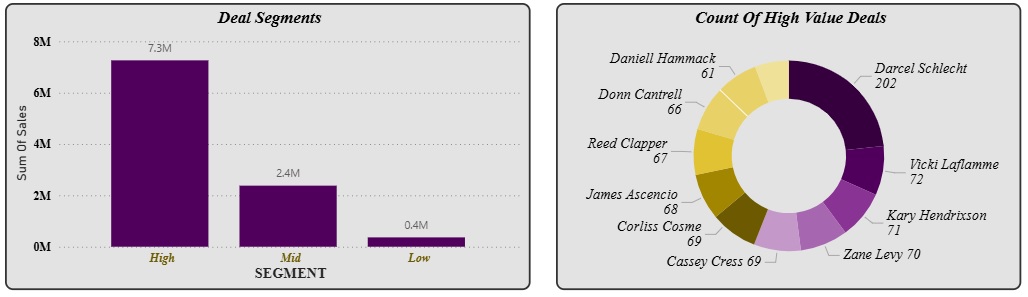 Deal Segments
8M
7.3M
6M
4M
2.4M
2M
0.4M
0M
Sum Of Sales
High
Mid
Low
SEGMENT
Count Of High Value Deals
Darcel Schlecht
202
Vicki Laflamme
72
Kary Hendrixson
71
Zane Levy 70
Cassey Cress 69
Corliss Cosme
69
James Ascencio
68
Reed Clapper
67
Donn Cantrell
66
Daniell Hammack
61